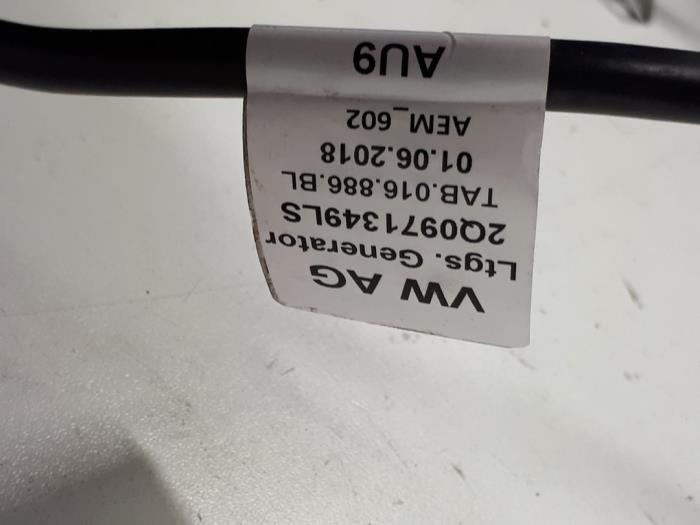 VW AG
Ltgs. Generator
2Q0971349LS
TAB.016.886.BL
01.06.2018
AEM_602
AU9